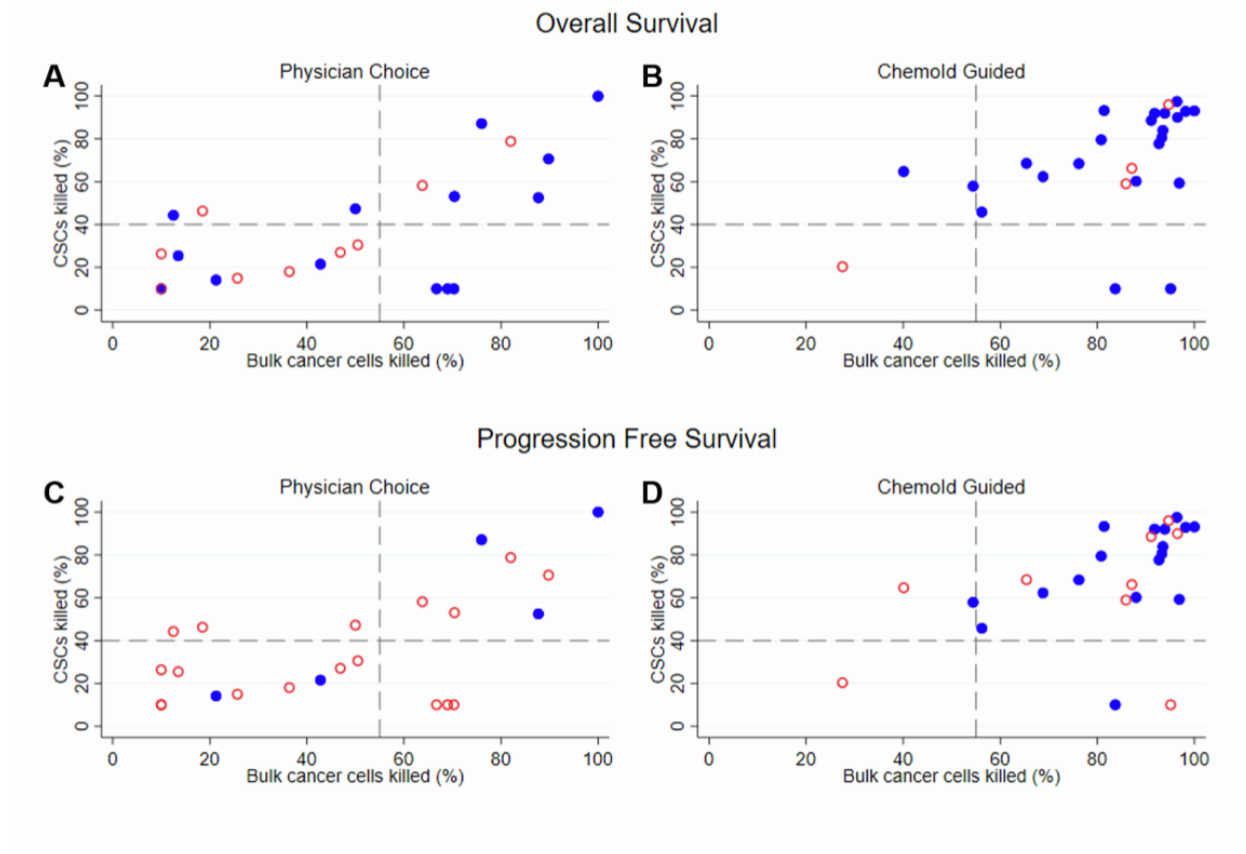 Overall Survival
A
Physician Choice
CSCs killed (%)
100
80
60
40
20
0
0 20 40 60 80 100
Bulk cancer cells killed (%)
B
Chemold Guided
CSCs killed (%)
100
80
60
40
20
0
0 20 40 60 80 100
Bulk cancer cells killed (%)
Progression Free Survival
C
Physician Choice
CSCs killed (%)
100
80
60
40
20
0
0 20 40 60 80 100
Bulk cancer cells killed (%)
D
Chemold Guided
CSCs killed (%)
100
80
60
40
20
0
0 20 40 60 80 100
Bulk cancer cells killed (%)